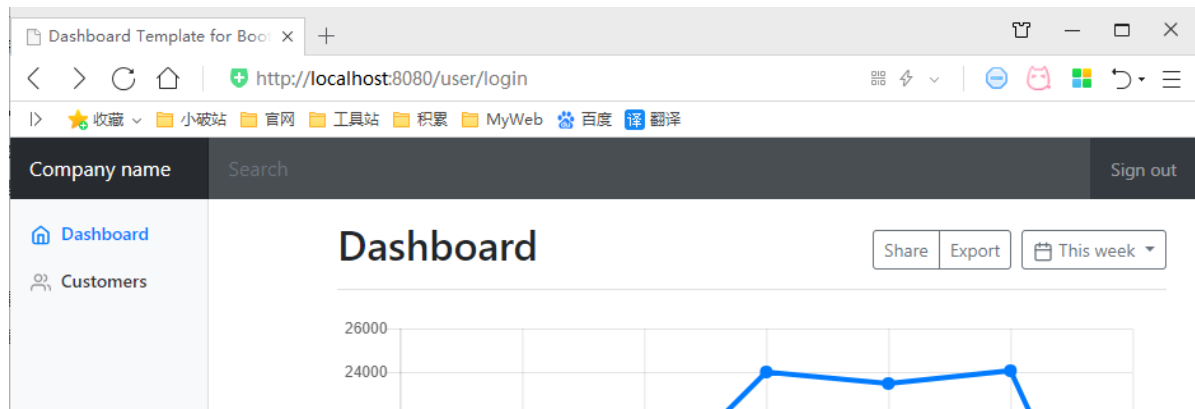 Dashboard Template for Boot
http://localhost:8080/user/login
收藏 小破站 官网 工具站 积累 MyWeb 百度 译 翻译
Company name Search Sign out
Dashboard
Customers
Dashboard Share Export This week
26000
24000